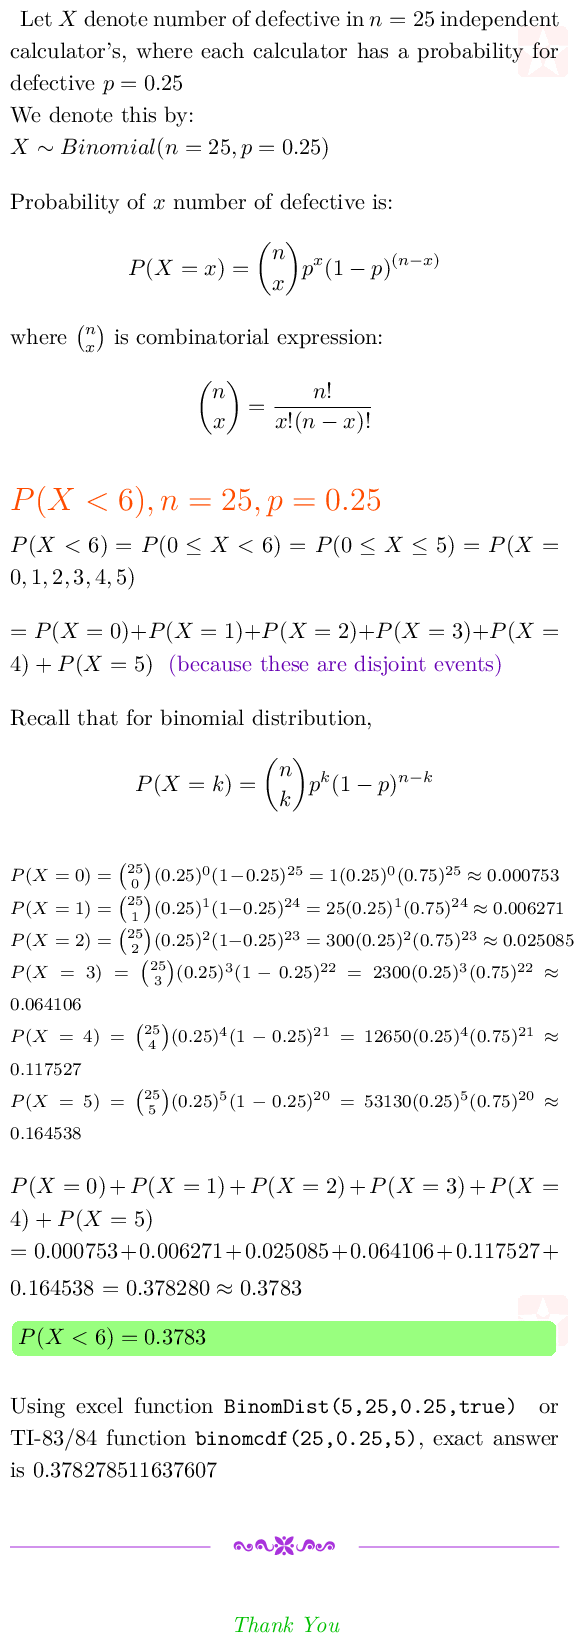 Let X denote number of defective in n = 25 independent
calculator's, where each calculator has a probability for
defective p = 0.25
We denote this by:
X ∼ Binomial(n = 25, p = 0.25)
Probability of x number of defective is:
P(X = x) = \binom{n}{x} p^x (1 − p)^{(n−x)}
where \binom{n}{x} is combinatorial expression:
\binom{n}{x} = \frac{n!}{x!(n − x)!}
P(X < 6), n = 25, p = 0.25
P(X < 6) = P(0 ≤ X < 6) = P(0 ≤ X ≤ 5) = P(X =
0, 1, 2, 3, 4, 5)
= P(X = 0)+P(X = 1)+P(X = 2)+P(X = 3)+P(X =
4) + P(X = 5) (because these are disjoint events)
Recall that for binomial distribution,
P(X = k) = \binom{n}{k} p^k (1 − p)^{n−k}
P(X = 0) = \binom{25}{0}(0.25)^0(1−0.25)^{25} = 1(0.25)^0(0.75)^{25} ≈ 0.000753
P(X = 1) = \binom{25}{1}(0.25)^1(1−0.25)^{24} = 25(0.25)^1(0.75)^{24} ≈ 0.006271
P(X = 2) = \binom{25}{2}(0.25)^2(1−0.25)^{23} = 300(0.25)^2(0.75)^{23} ≈ 0.025085
P(X = 3) = \binom{25}{3}(0.25)^3(1 − 0.25)^{22} = 2300(0.25)^3(0.75)^{22} ≈
0.064106
P(X = 4) = \binom{25}{4}(0.25)^4(1 − 0.25)^{21} = 12650(0.25)^4(0.75)^{21} ≈
0.117527
P(X = 5) = \binom{25}{5}(0.25)^5(1 − 0.25)^{20} = 53130(0.25)^5(0.75)^{20} ≈
0.164538
P(X = 0) + P(X = 1) + P(X = 2) + P(X = 3) + P(X =
4) + P(X = 5)
= 0.000753+0.006271+0.025085+0.064106+0.117527+
0.164538 = 0.378280 ≈ 0.3783
P(X < 6) = 0.3783
Using excel function BinomDist(5,25,0.25,true) or
TI-83/84 function binomcdf(25,0.25,5), exact answer
is 0.378278511637607
Thank You